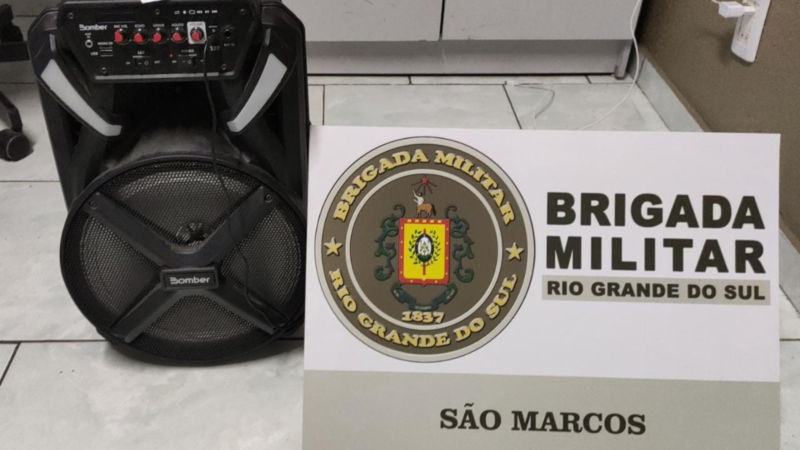 Bomber
Bomber
BRIGADA MILITAR
RIO GRANDE DO SUL
1837
BRIGADA
MILITAR
RIO GRANDE DO SUL
SÃO MARCOS